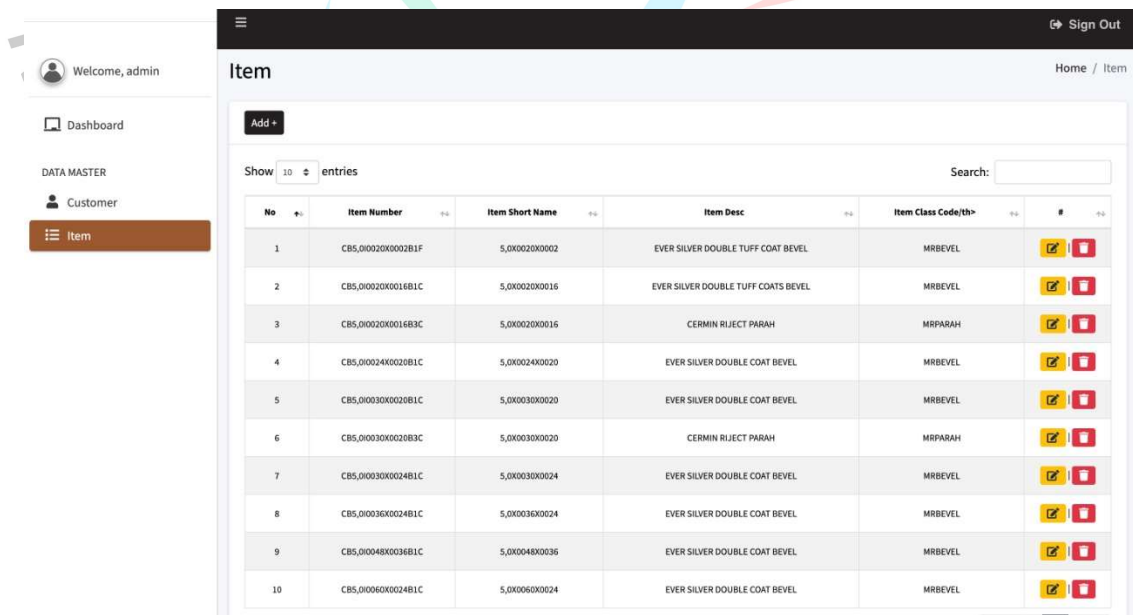 Sign Out
Welcome, admin
Item
Home / Item
Dashboard
Add +
DATA MASTER
Show 10 entries
Search:
Customer
Item
No Item Number Item Short Name Item Desc Item Class Code/th> #
1 CB5,0I0020X0002B1F 5,0X0020X0002 EVER SILVER DOUBLE TUFF COAT BEVEL MRBEVEL |
2 CB5,0I0020X0016B1C 5,0X0020X0016 EVER SILVER DOUBLE TUFF COATS BEVEL MRBEVEL |
3 CB5,0I0020X0016B3C 5,0X0020X0016 CERMIN RIJECT PARAH MRPARAH |
4 CB5,0I0024X0020B1C 5,0X0024X0020 EVER SILVER DOUBLE COAT BEVEL MRBEVEL |
5 CB5,0I0030X0020B1C 5,0X0030X0020 EVER SILVER DOUBLE COAT BEVEL MRBEVEL |
6 CB5,0I0030X0020B3C 5,0X0030X0020 CERMIN RIJECT PARAH MRPARAH |
7 CB5,0I0030X0024B1C 5,0X0030X0024 EVER SILVER DOUBLE COAT BEVEL MRBEVEL |
8 CB5,0I0036X0024B1C 5,0X0036X0024 EVER SILVER DOUBLE COAT BEVEL MRBEVEL |
9 CB5,0I0048X0036B1C 5,0X0048X0036 EVER SILVER DOUBLE COAT BEVEL MRBEVEL |
10 CB5,0I0060X0024B1C 5,0X0060X0024 EVER SILVER DOUBLE COAT BEVEL MRBEVEL |